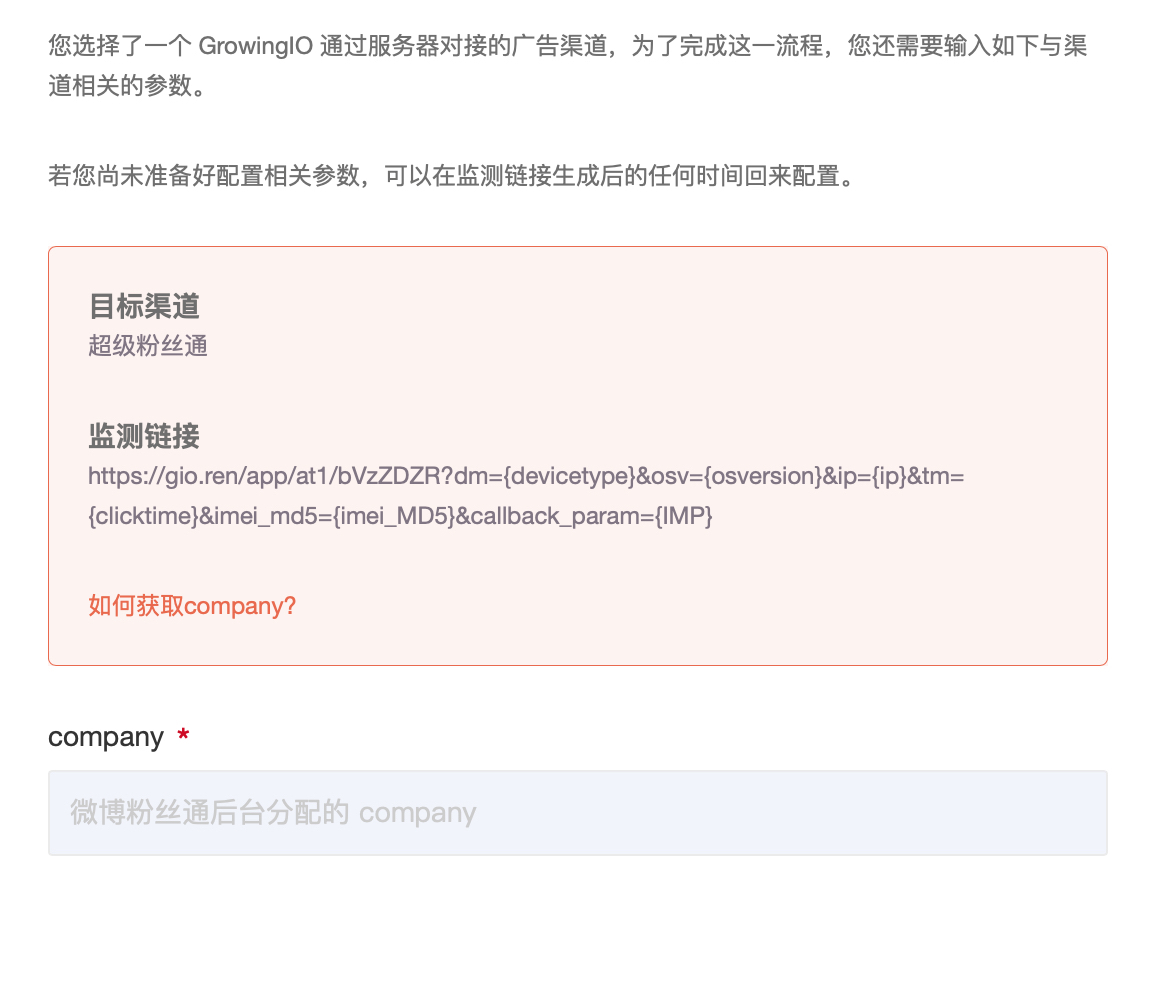 您选择了一个 GrowingIO 通过服务器对接的广告渠道，为了完成这一流程，您还需要输入如下与渠
道相关的参数。
若您尚未准备好配置相关参数，可以在监测链接生成后的任何时间回来配置。
目标渠道
超级粉丝通
监测链接
https://gio.ren/app/at1/bVzZDZR?dm={devicetype}&osv={osversion}&ip={ip}&tm=
{clicktime}&imei_md5={imei_MD5}&callback_param={IMP}
如何获取company?
company *
微博粉丝通后台分配的 company